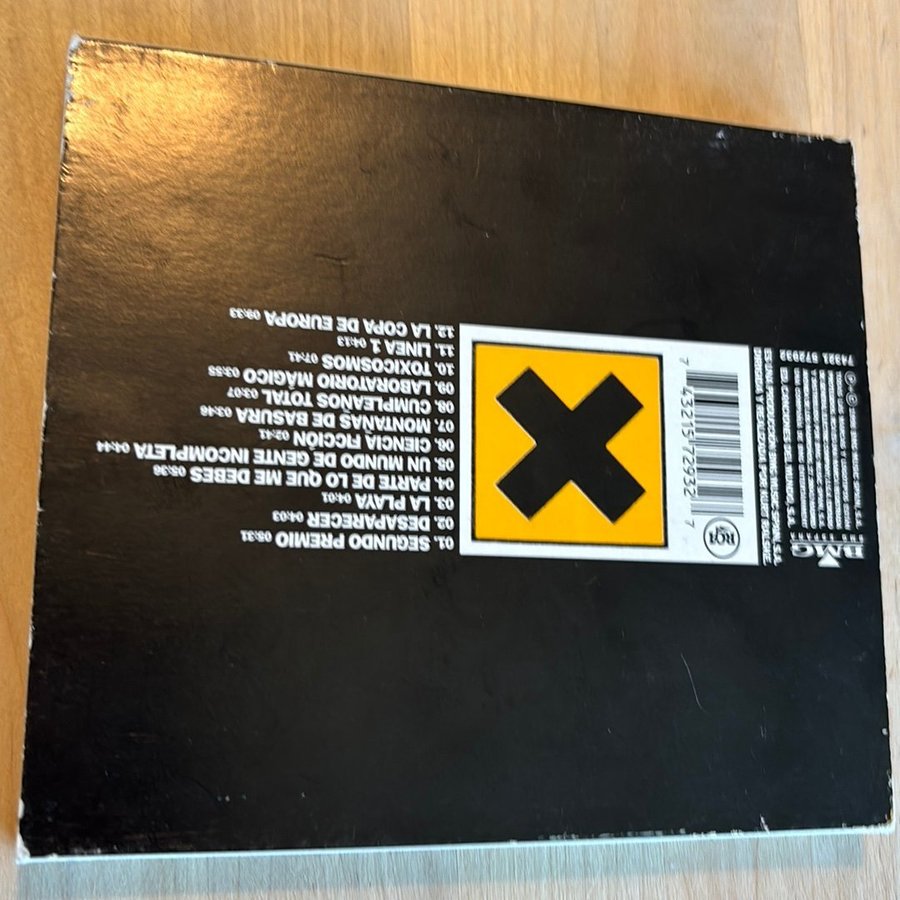 01. SEGUNDO PREMIO 05:31
02. DESAPARECER 04:03
03. LA PLAYA 04:01
04. PARTE DE LO QUE ME DEBES 05:36
05. UN MUNDO DE GENTE INCOMPLETA 04:44
06. CIENCIA FICCIÓN 02:41
07. MONTAÑAS DE BASURA 03:46
08. CUMPLEAÑOS TOTAL 03:07
09. LABORATORIO MÁGICO 03:55
10. TOXICOSMOS 07:41
11. LINEA 1 04:13
12. LA COPA DE EUROPA 09:33
7 43215 72932 7
RCA
BMG
74321 572932